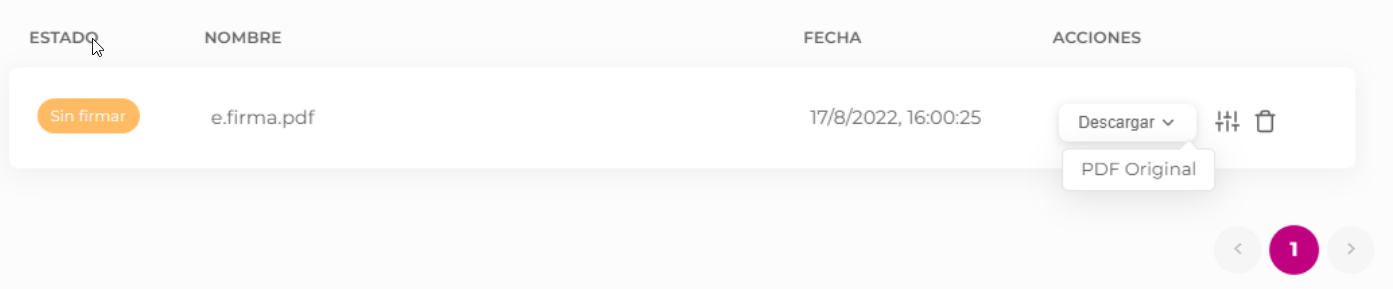 ESTADO NOMBRE FECHA ACCIONES
Sin firmar e.firma.pdf 17/8/2022, 16:00:25 Descargar
PDF Original
1